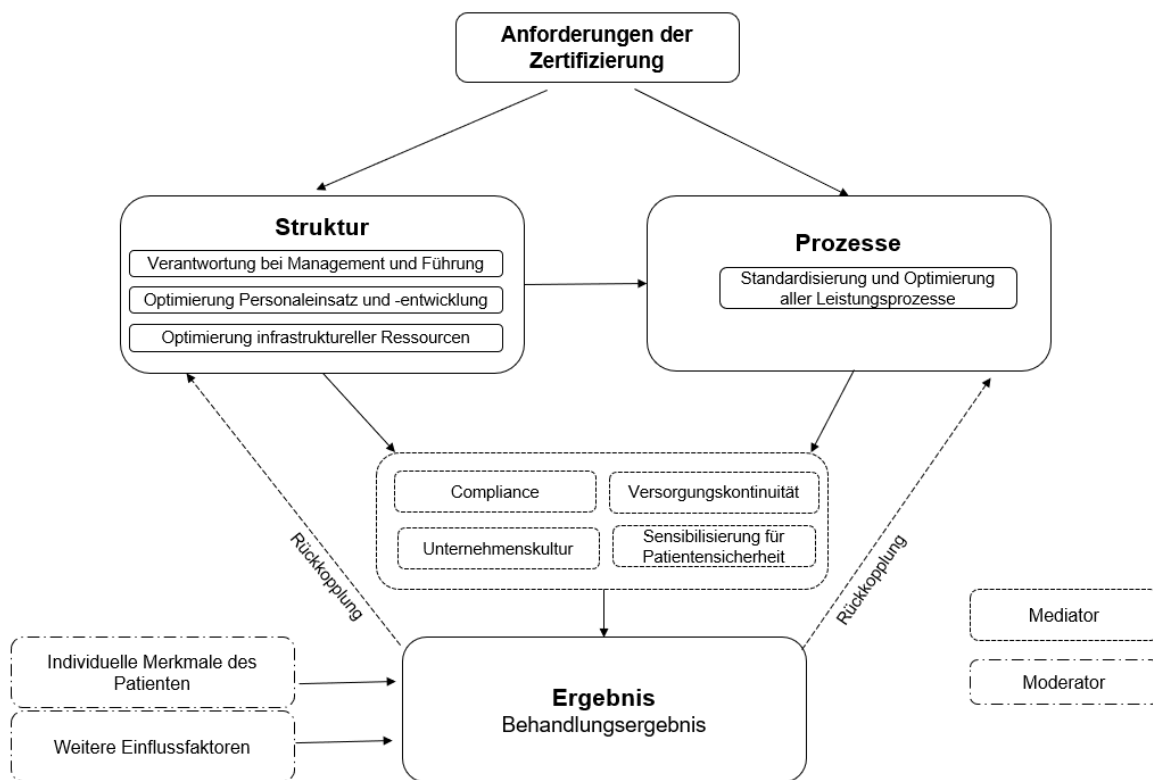 Anforderungen der
Zertifizierung
Struktur
Verantwortung bei Management und Führung
Optimierung Personaleinsatz und -entwicklung
Optimierung infrastruktureller Ressourcen
Prozesse
Standardisierung und Optimierung
aller Leistungsprozesse
Compliance
Versorgungskontinuität
Unternehmenskultur
Sensibilisierung für
Patientensicherheit
Rückkopplung
Rückkopplung
Individuelle Merkmale des
Patienten
Weitere Einflussfaktoren
Ergebnis
Behandlungsergebnis
Mediator
Moderator